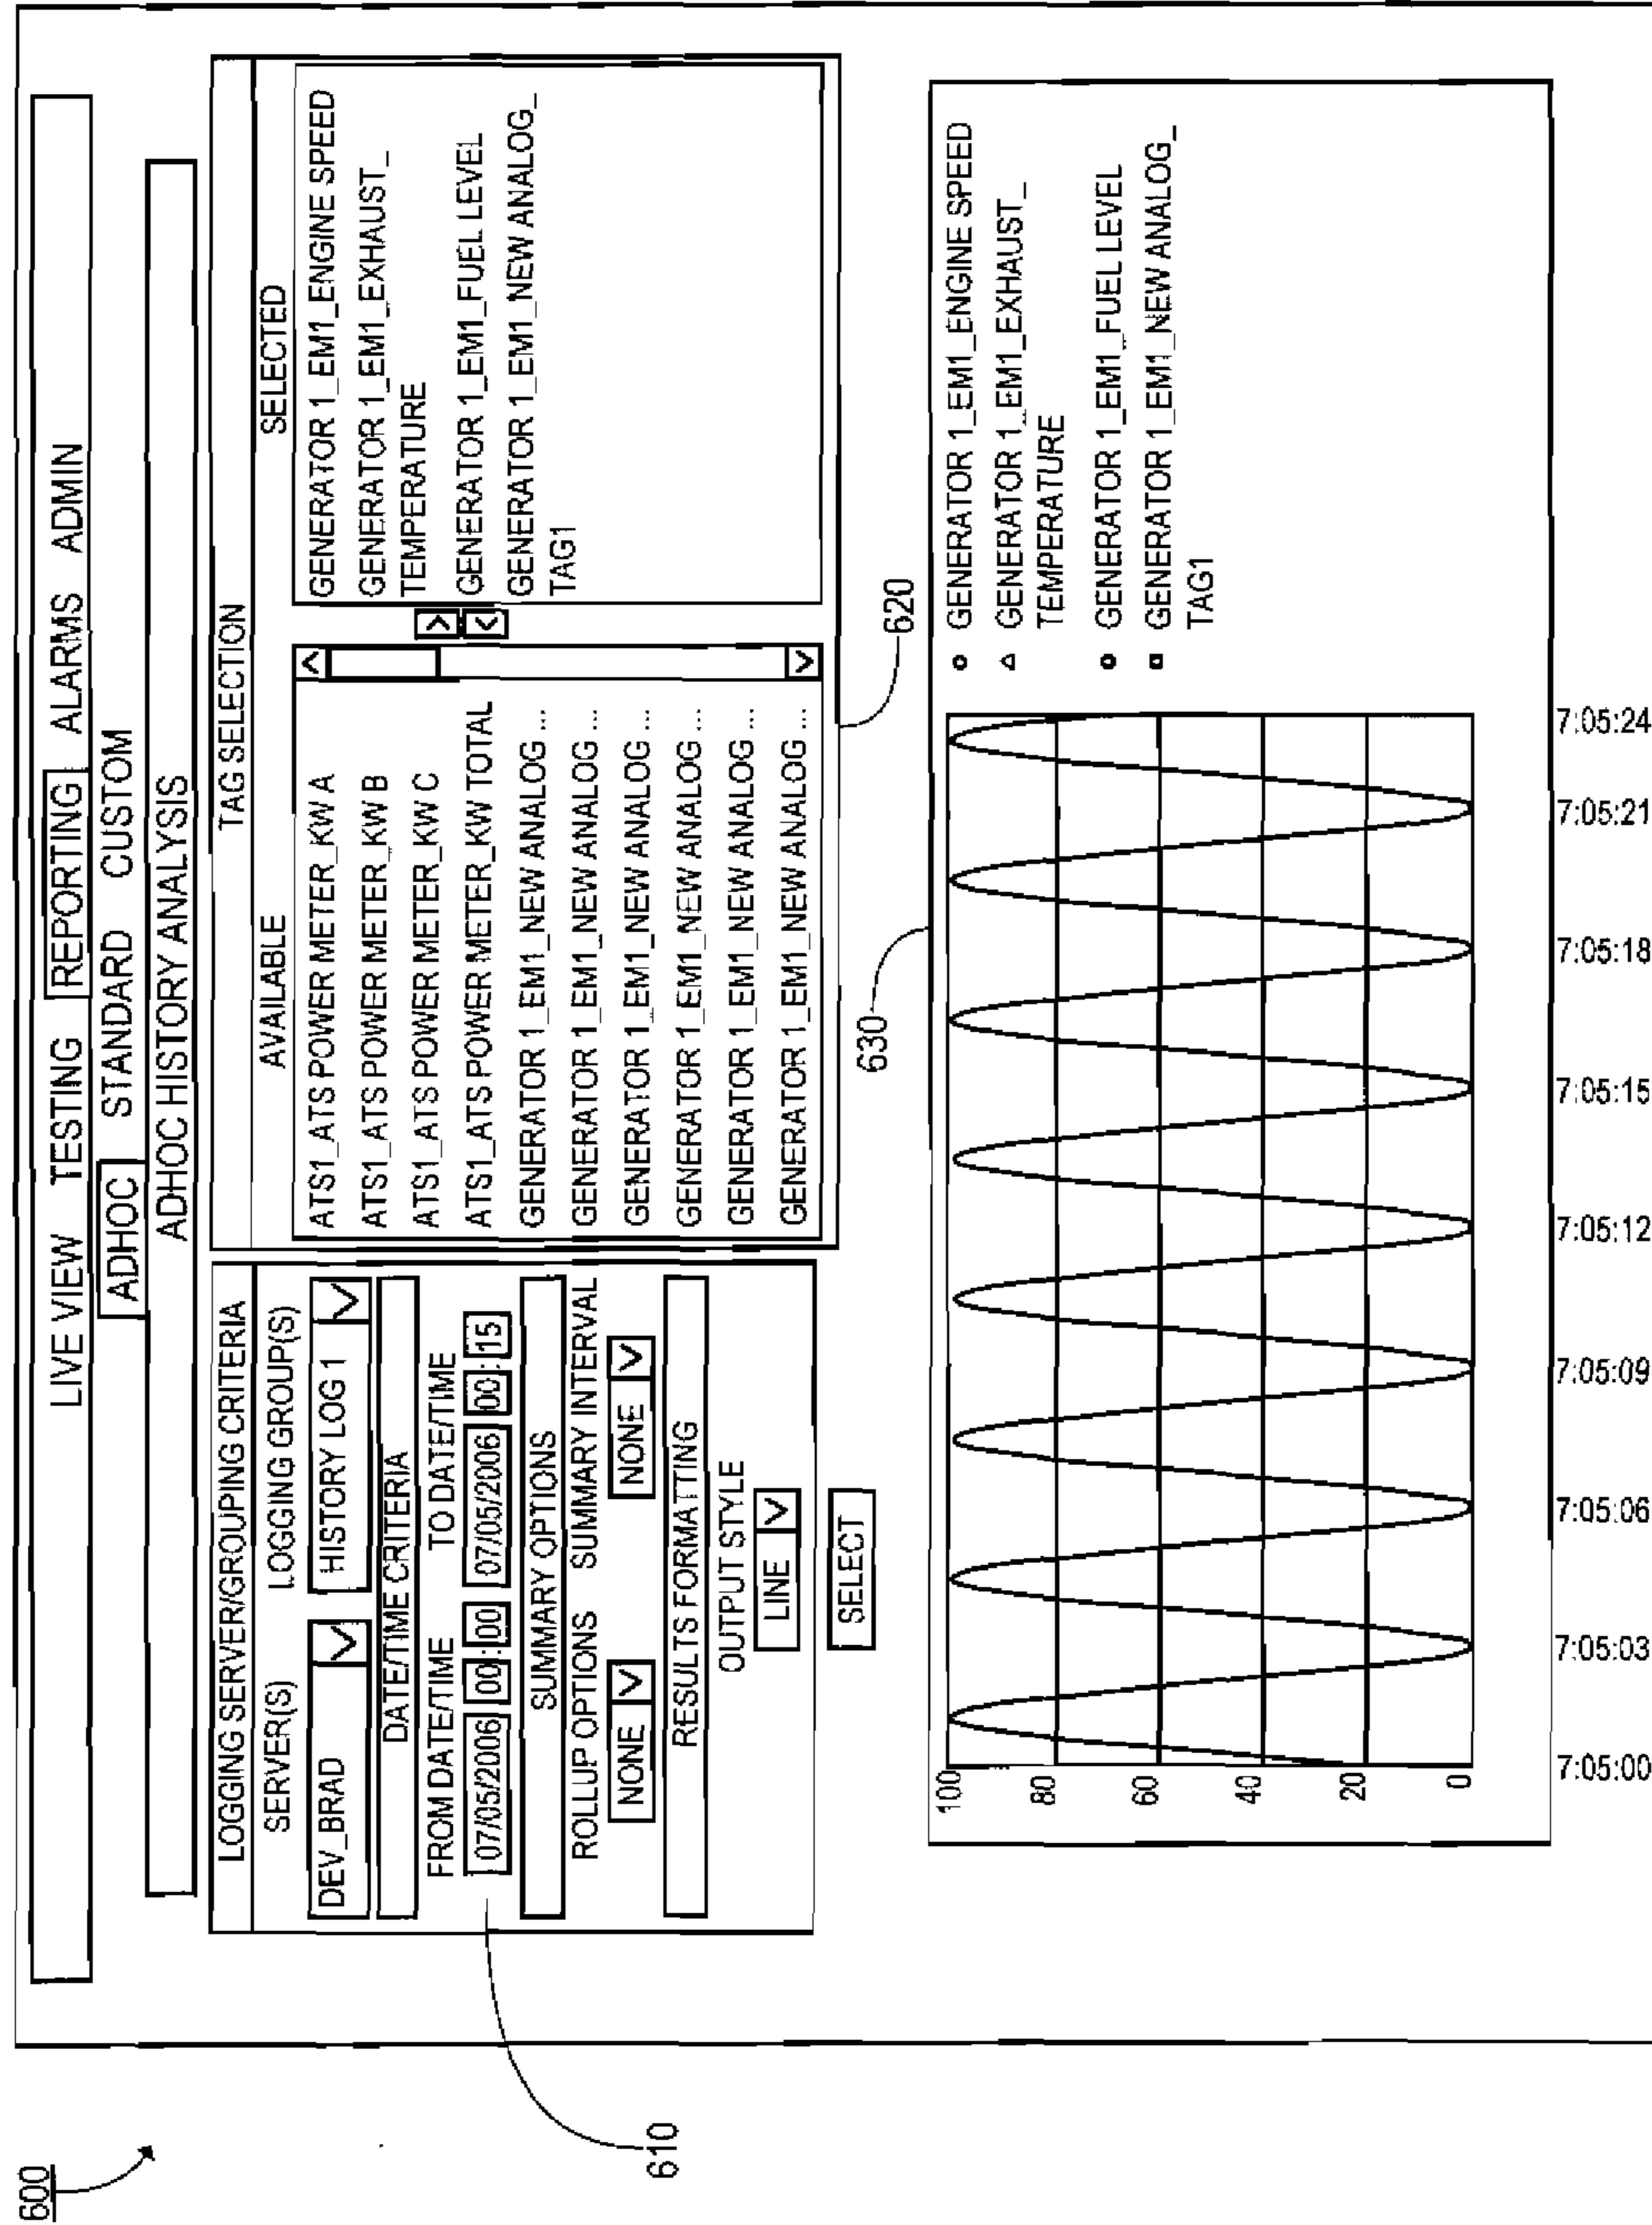 600
LIVE VIEW TESTING REPORTING ALARMS ADMIN
ADHOC STANDARD CUSTOM
ADHOC HISTORY ANALYSIS
LOGGING SERVER/GROUPING CRITERIA
SERVER(S) LOGGING GROUP(S)
DEV_BRAD HISTORY LOG 1
DATE/TIME CRITERIA
FROM DATE/TIME TO DATE/TIME
07/05/2006 00:00 07/05/2006 00:15
SUMMARY OPTIONS
ROLLUP OPTIONS SUMMARY INTERVAL
NONE NONE
RESULTS FORMATTING
OUTPUT STYLE
LINE
SELECT
610
TAG SELECTION
AVAILABLE
ATS1_ATS POWER METER_KW A
ATS1_ATS POWER METER_KW B
ATS1_ATS POWER METER_KW C
ATS1_ATS POWER METER_KW TOTAL
GENERATOR 1_EM1_NEW ANALOG ...
GENERATOR 1_EM1_NEW ANALOG ...
GENERATOR 1_EM1_NEW ANALOG ...
GENERATOR 1_EM1_NEW ANALOG ...
GENERATOR 1_EM1_NEW ANALOG ...
GENERATOR 1_EM1_NEW ANALOG ...
SELECTED
GENERATOR 1_EM1_ENGINE SPEED
GENERATOR 1_EM1_EXHAUST_
TEMPERATURE
GENERATOR 1_EM1_FUEL LEVEL
GENERATOR 1_EM1_NEW ANALOG_
TAG1
620
630
100
80
60
40
20
0
7:05:00 7:05:03 7:05:06 7:05:09 7:05:12 7:05:15 7:05:18 7:05:21 7:05:24
GENERATOR 1_EM1_ENGINE SPEED
GENERATOR 1_EM1_EXHAUST_
TEMPERATURE
GENERATOR 1_EM1_FUEL LEVEL
GENERATOR 1_EM1_NEW ANALOG_
TAG1